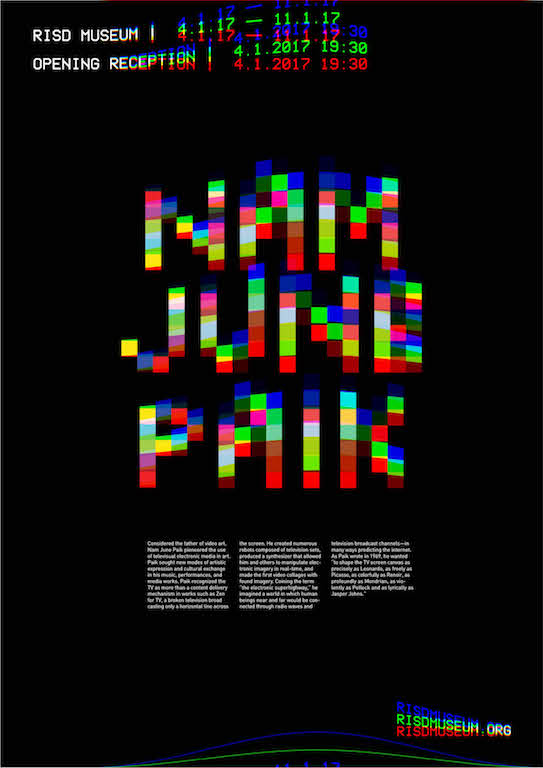 RISD MUSEUM | 4.1.17 — 11.1.17
OPENING RECEPTION | 4.1.2017 19:30
NAM
JUNE
PAIK
Considered the father of video art,
Nam June Paik pioneered the use
of televisual electronic media in art.
Paik sought new modes of artistic
expression and cultural exchange
in his music, performances, and
media works. Paik recognized the
TV as more than a content delivery
mechanism in works such as Zen
for TV, a broken television broad
casting only a horizontal line across
the screen. He created numerous
robots composed of television sets,
produced a synthesizer that allowed
him and others to manipulate elec-
tronic imagery in real-time, and
made the first video collages with
found imagery. Coining the term
"the electronic superhighway," he
imagined a world in which human
beings near and far would be con-
nected through radio waves and
television broadcast channels—in
many ways predicting the internet.
As Paik wrote in 1969, he wanted
"to shape the TV screen canvas as
precisely as Leonardo, as freely as
Picasso, as colorfully as Renoir, as
profoundly as Mondrian, as vio-
lently as Pollock and as lyrically as
Jasper Johns."
RISDMUSEUM.ORG